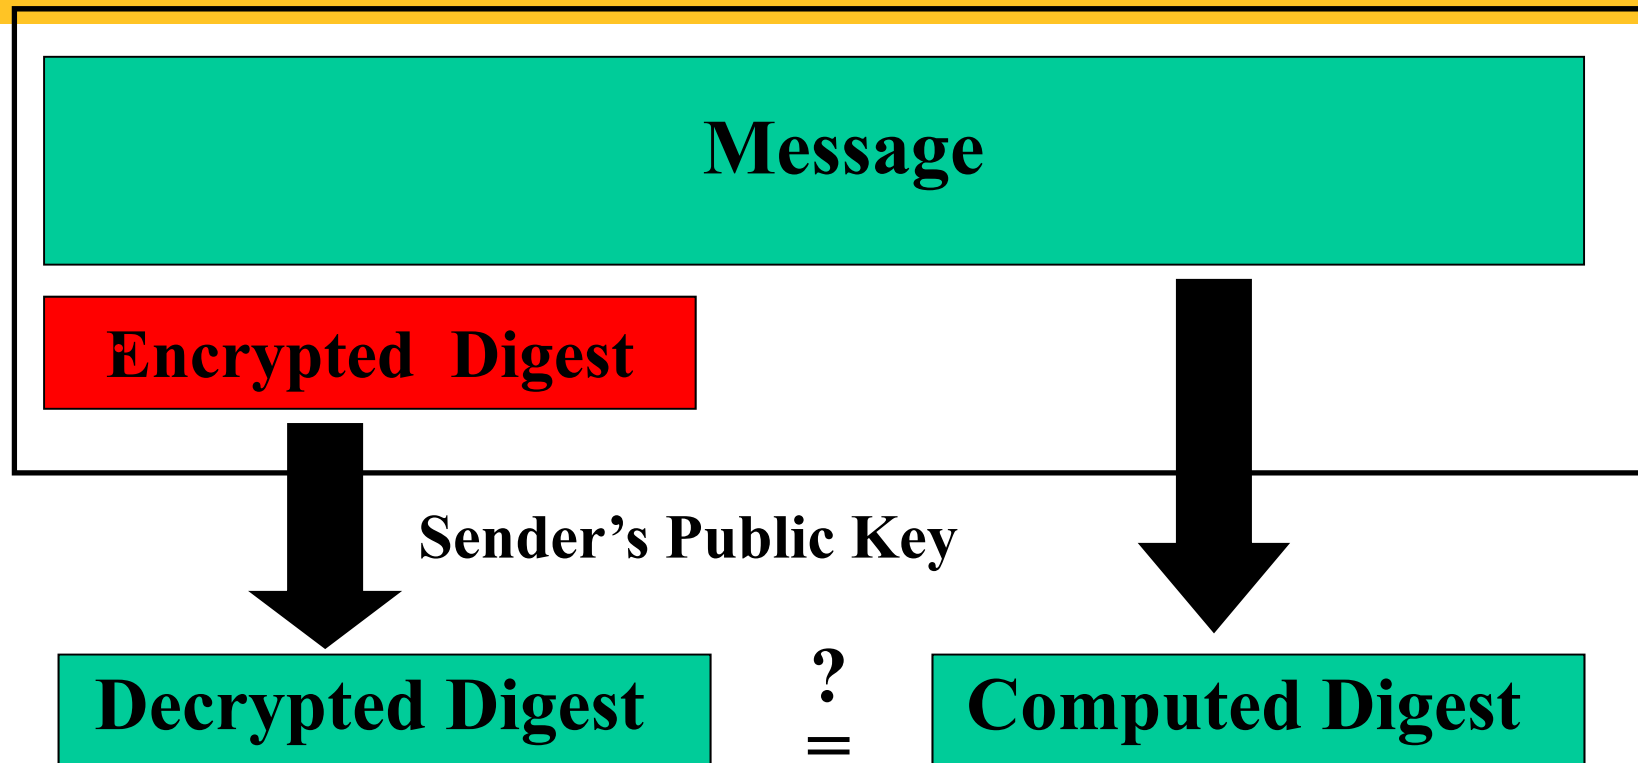 Message
Encrypted  Digest
Sender’s Public Key
?
Decrypted Digest
=
Computed Digest